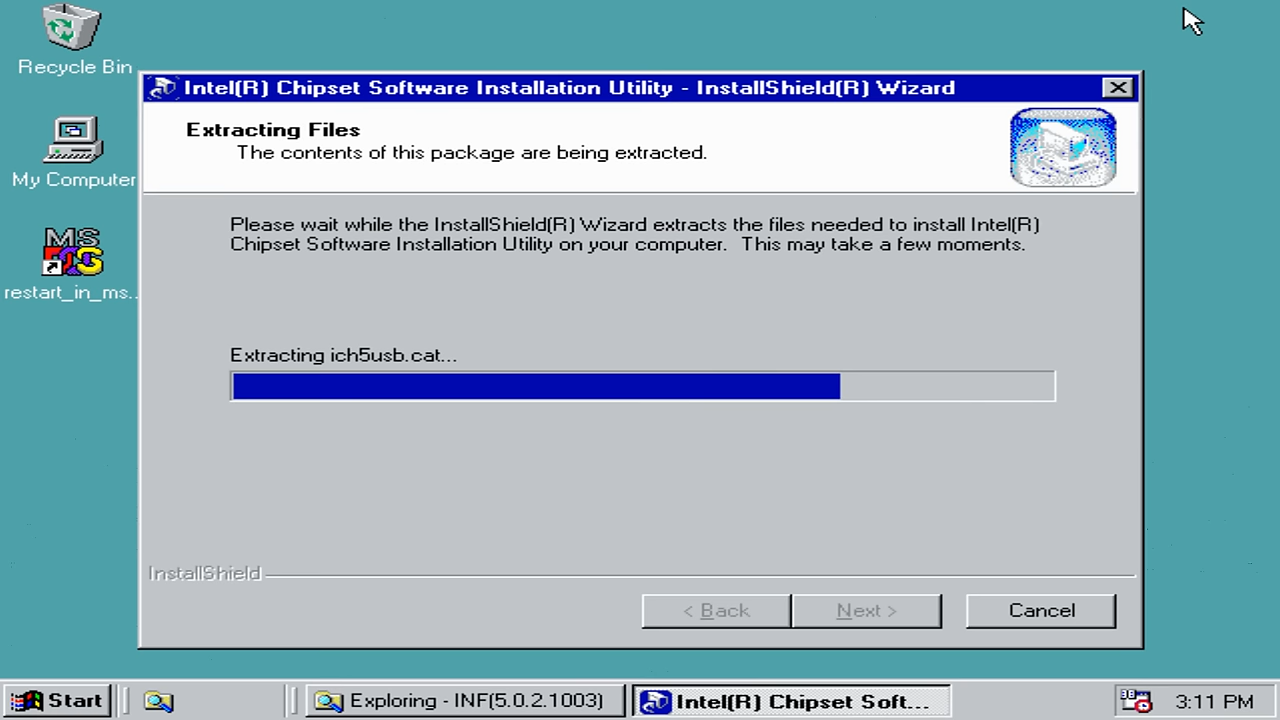 Recycle Bin
My Computer
MS
DOS
restart_in_ms...
Intel(R) Chipset Software Installation Utility - InstallShield(R) Wizard
Extracting Files
The contents of this package are being extracted.
Please wait while the InstallShield(R) Wizard extracts the files needed to install Intel(R)
Chipset Software Installation Utility on your computer.  This may take a few moments.
Extracting ich5usb.cat...
InstallShield
< Back
Next >
Cancel
Start
Exploring - INF(5.0.2.1003)
Intel(R) Chipset Soft...
3:11 PM